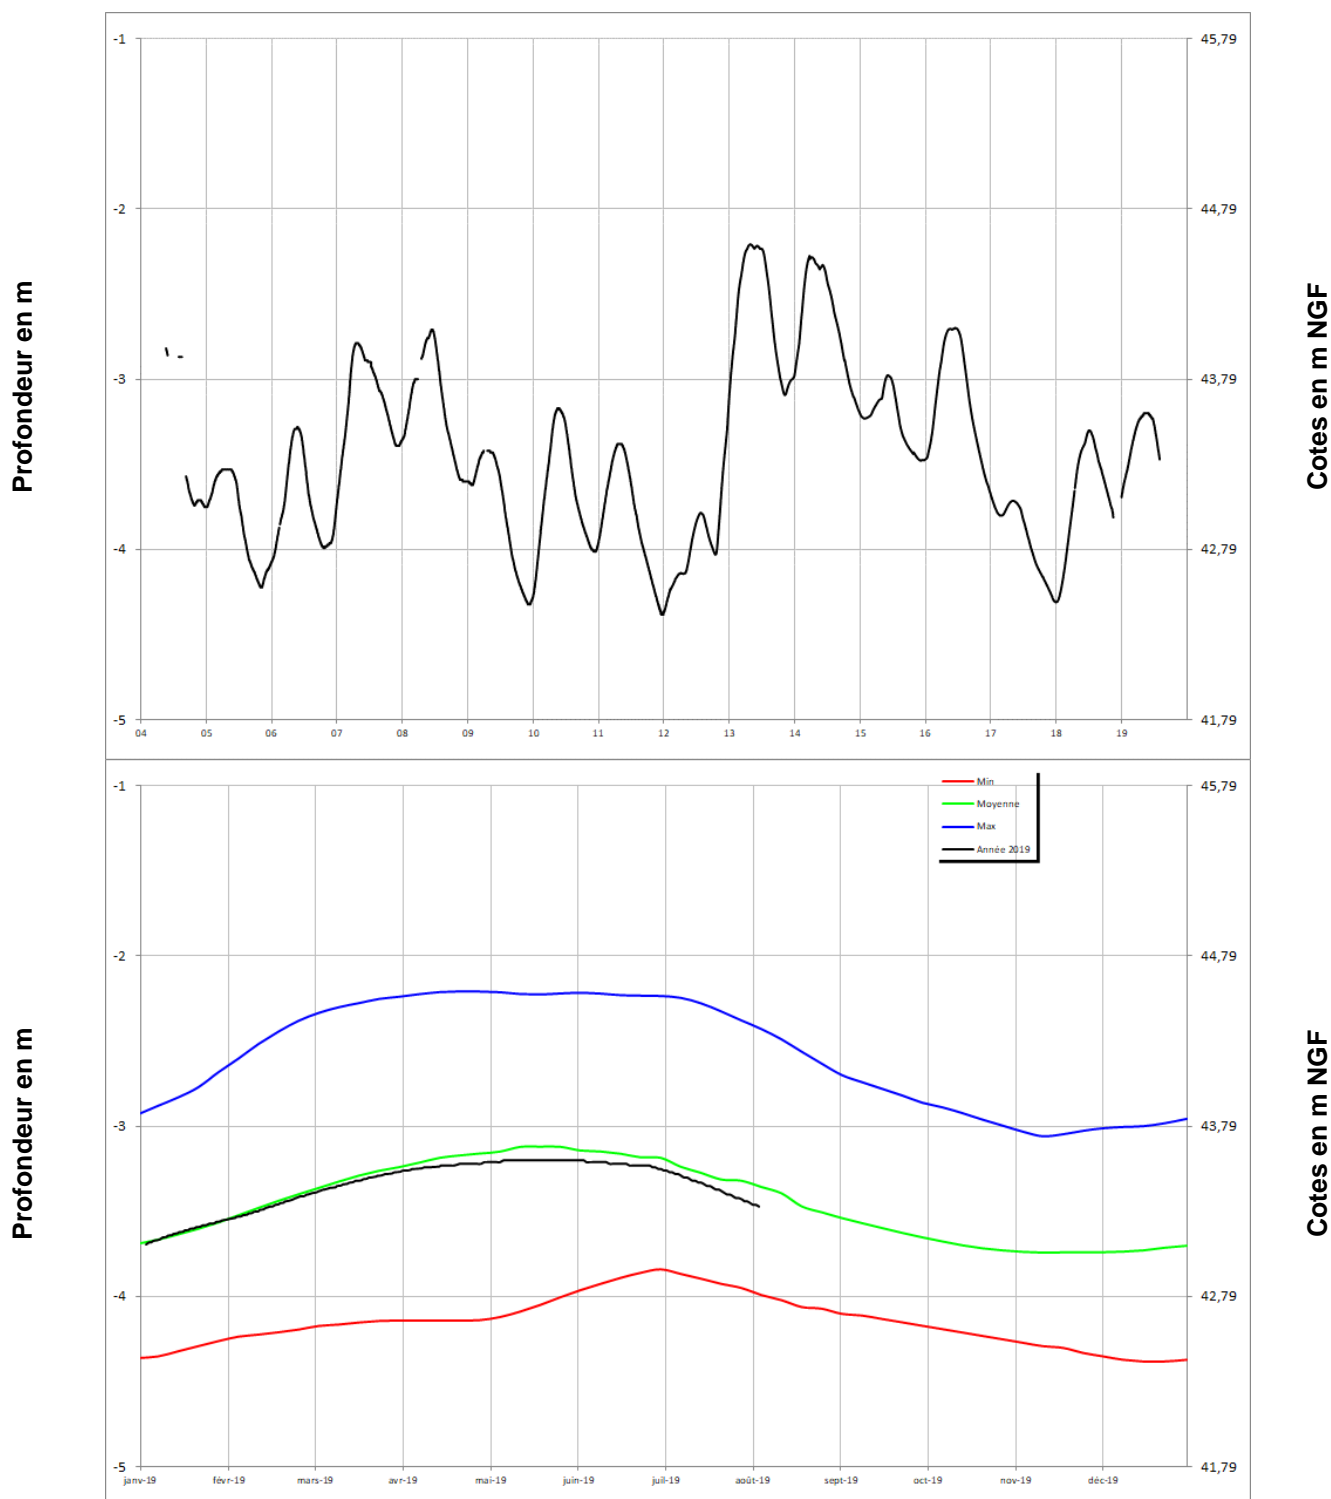 Profondeur en m
Cotes en m NGF
-1
-2
-3
-4
-5
45,79
44,79
43,79
42,79
41,79
04 05 06 07 08 09 10 11 12 13 14 15 16 17 18 19
Profondeur en m
Cotes en m NGF
-1
-2
-3
-4
-5
45,79
44,79
43,79
42,79
41,79
Min
Moyenne
Max
Année 2019
janv-19 févr-19 mars-19 avr-19 mai-19 juin-19 juil-19 août-19 sept-19 oct-19 nov-19 déc-19